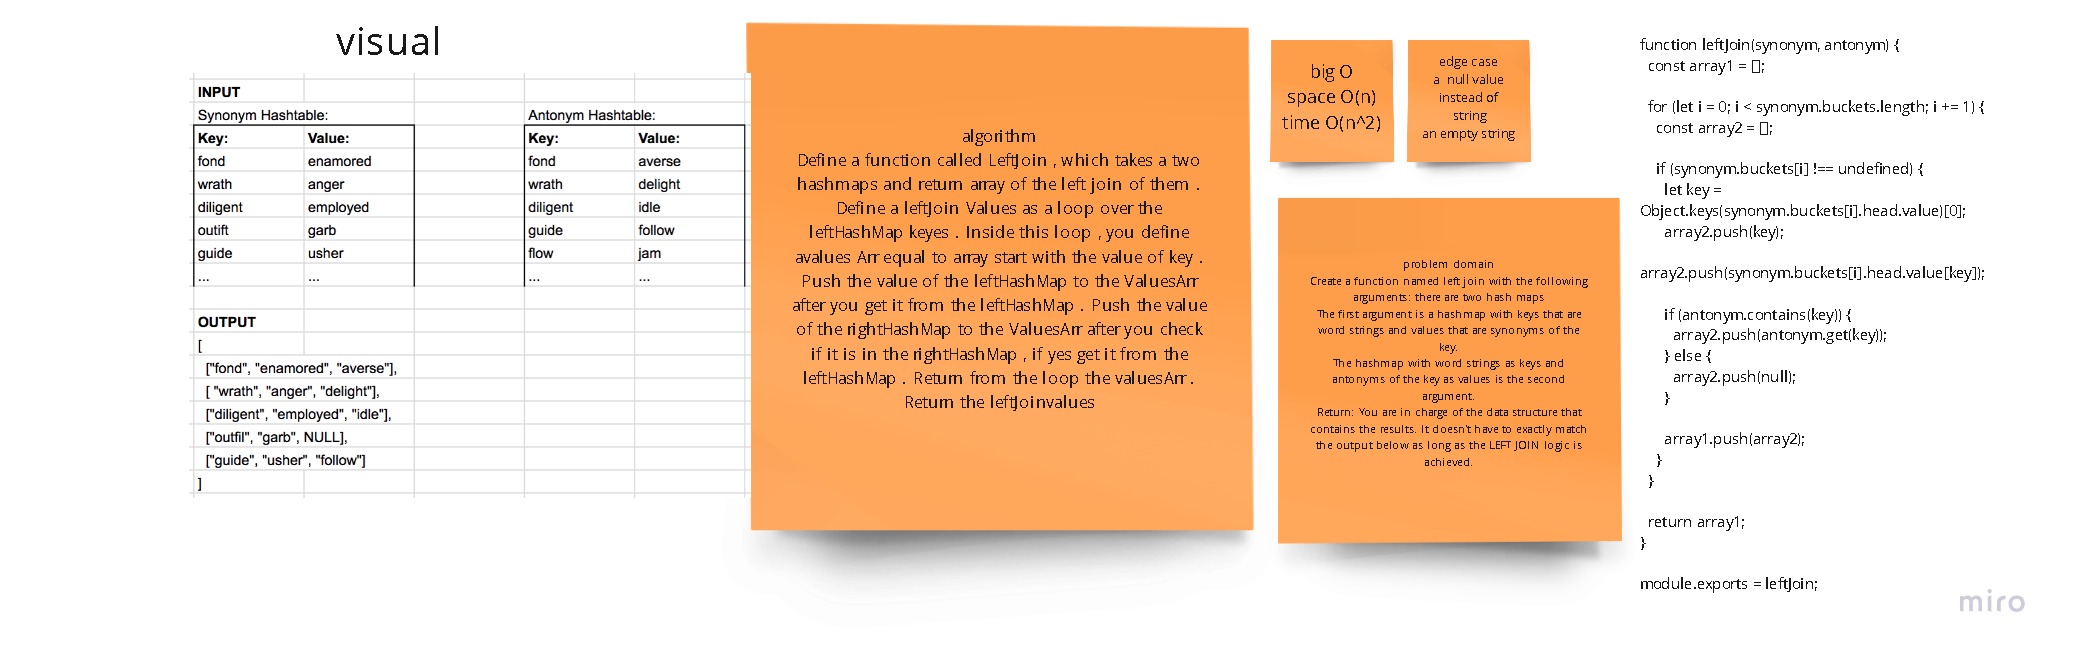 visual
INPUT
Synonym Hashtable: Antonym Hashtable:
Key: Value: Key: Value:
fond enamored fond averse
wrath anger wrath delight
diligent employed diligent idle
outift garb guide follow
guide usher flow jam
... ... ... ...
OUTPUT
[
["fond", "enamored", "averse"],
[ "wrath", "anger", "delight"],
["diligent", "employed", "idle"],
["outfil", "garb", NULL],
["guide", "usher", "follow"]
]
algorithm
Define a function called LeftJoin , which takes a two
hashmaps and return array of the left join of them .
Define a leftJoin Values as a loop over the
leftHashMap keyes . Inside this loop , you define
avalues Arr equal to array start with the value of key .
Push the value of the leftHashMap to the ValuesArr
after you get it from the leftHashMap . Push the value
of the rightHashMap to the ValuesArr after you check
if it is in the rightHashMap , if yes get it from the
leftHashMap . Return from the loop the valuesArr .
Return the leftJoinvalues
big O
space O(n)
time O(n^2)
edge case
a null value
instead of
string
an empty string
problem domain
Create a function named left join with the following
arguments: there are two hash maps
The first argument is a hashmap with keys that are
word strings and values that are synonyms of the
key.
The hashmap with word strings as keys and
antonyms of the key as values is the second
argument.
Return: You are in charge of the data structure that
contains the results. It doesn't have to exactly match
the output below as long as the LEFT JOIN logic is
achieved.
function leftJoin(synonym, antonym) {
const array1 = [];
for (let i = 0; i < synonym.buckets.length; i += 1) {
const array2 = [];
if (synonym.buckets[i] !== undefined) {
let key =
Object.keys(synonym.buckets[i].head.value)[0];
array2.push(key);
array2.push(synonym.buckets[i].head.value[key]);
if (antonym.contains(key)) {
array2.push(antonym.get(key));
} else {
array2.push(null);
}
array1.push(array2);
}
}
return array1;
}
module.exports = leftJoin;
miro